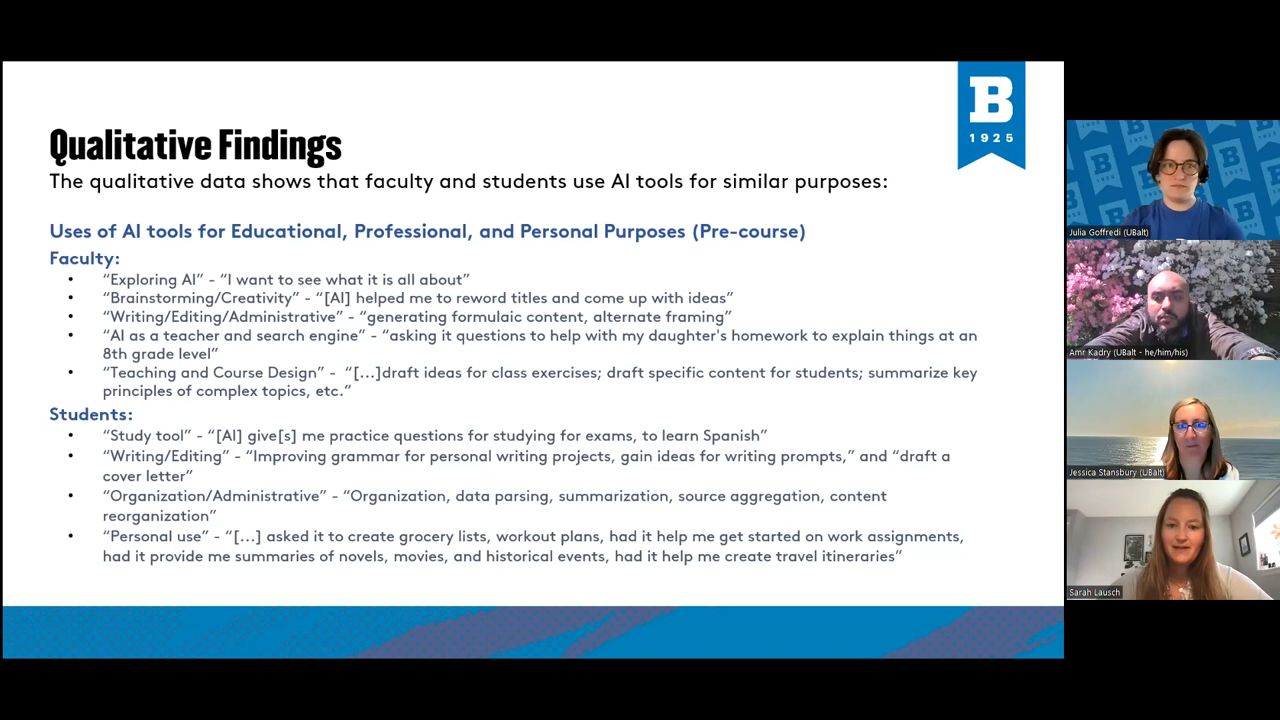 B
1925
Qualitative Findings
The qualitative data shows that faculty and students use AI tools for similar purposes:
Uses of AI tools for Educational, Professional, and Personal Purposes (Pre-course)
Faculty:
• “Exploring AI” - “I want to see what it is all about”
• “Brainstorming/Creativity” - “[AI] helped me to reword titles and come up with ideas”
• “Writing/Editing/Administrative” - “generating formulaic content, alternate framing”
• “AI as a teacher and search engine” - “asking it questions to help with my daughter's homework to explain things at an
8th grade level”
• “Teaching and Course Design” - “[...]draft ideas for class exercises; draft specific content for students; summarize key
principles of complex topics, etc.”
Students:
• “Study tool” - “[AI] give[s] me practice questions for studying for exams, to learn Spanish”
• “Writing/Editing” - “Improving grammar for personal writing projects, gain ideas for writing prompts,” and “draft a
cover letter”
• “Organization/Administrative” - “Organization, data parsing, summarization, source aggregation, content
reorganization”
• “Personal use” - “[...] asked it to create grocery lists, workout plans, had it help me get started on work assignments,
had it provide me summaries of novels, movies, and historical events, had it help me create travel itineraries”
Julia Goffredi (UBalt)
Amr Kadry (UBalt - he/him/his)
Jessica Stansbury (UBalt)
Sarah Lausch